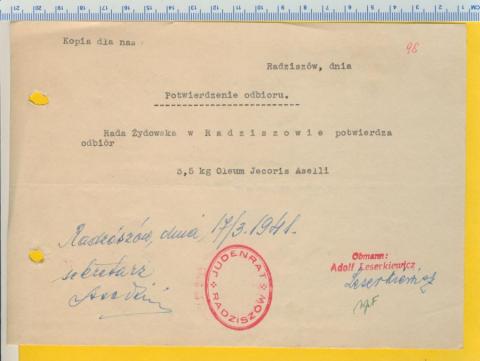 Kopia dla nas
98
Radziszów, dnia
Potwierdzenie odbioru.
Rada Żydowska w Radziszowie potwierdza
odbiór
3,5 kg Oleum Jecoris Aselli
Radziszów, dnia 17/3. 1941.
sekretarz
JUDENRAT
RADZISZÓW
Obmann:
Adolf Leserkiewicz
Leserkiewicz